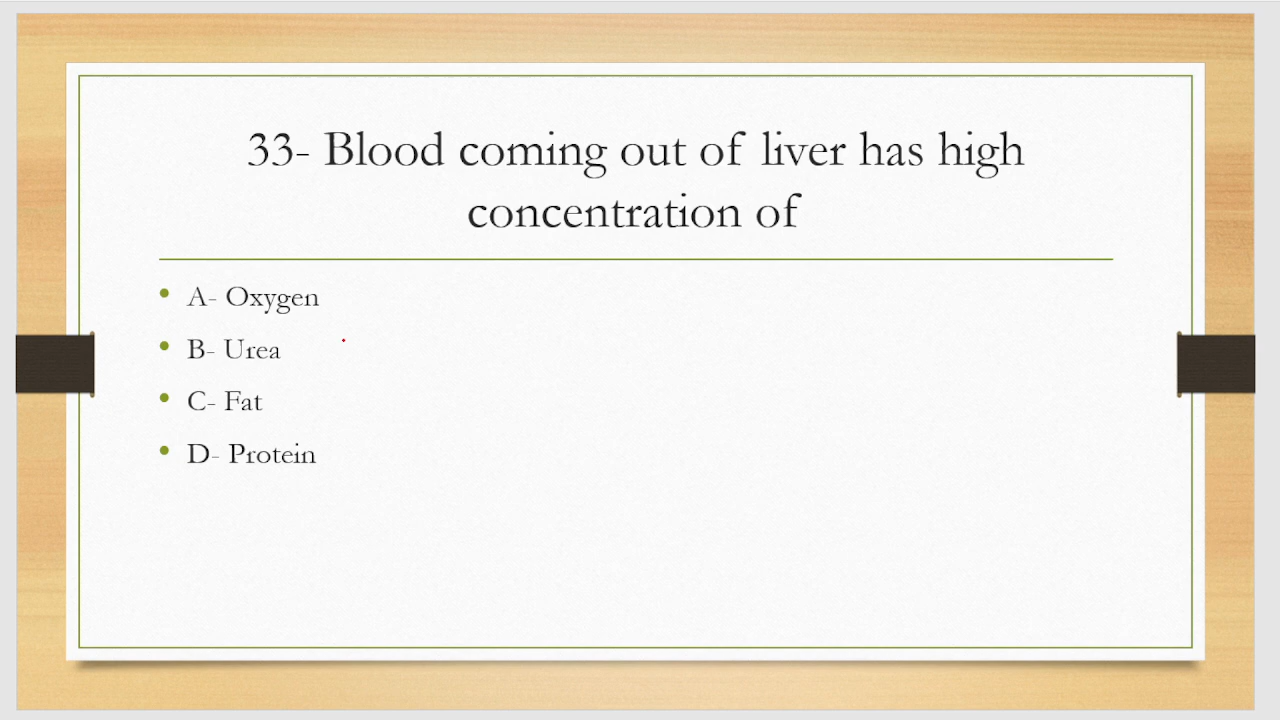 33- Blood coming out of liver has high
concentration of
• A- Oxygen
• B- Urea
• C- Fat
• D- Protein